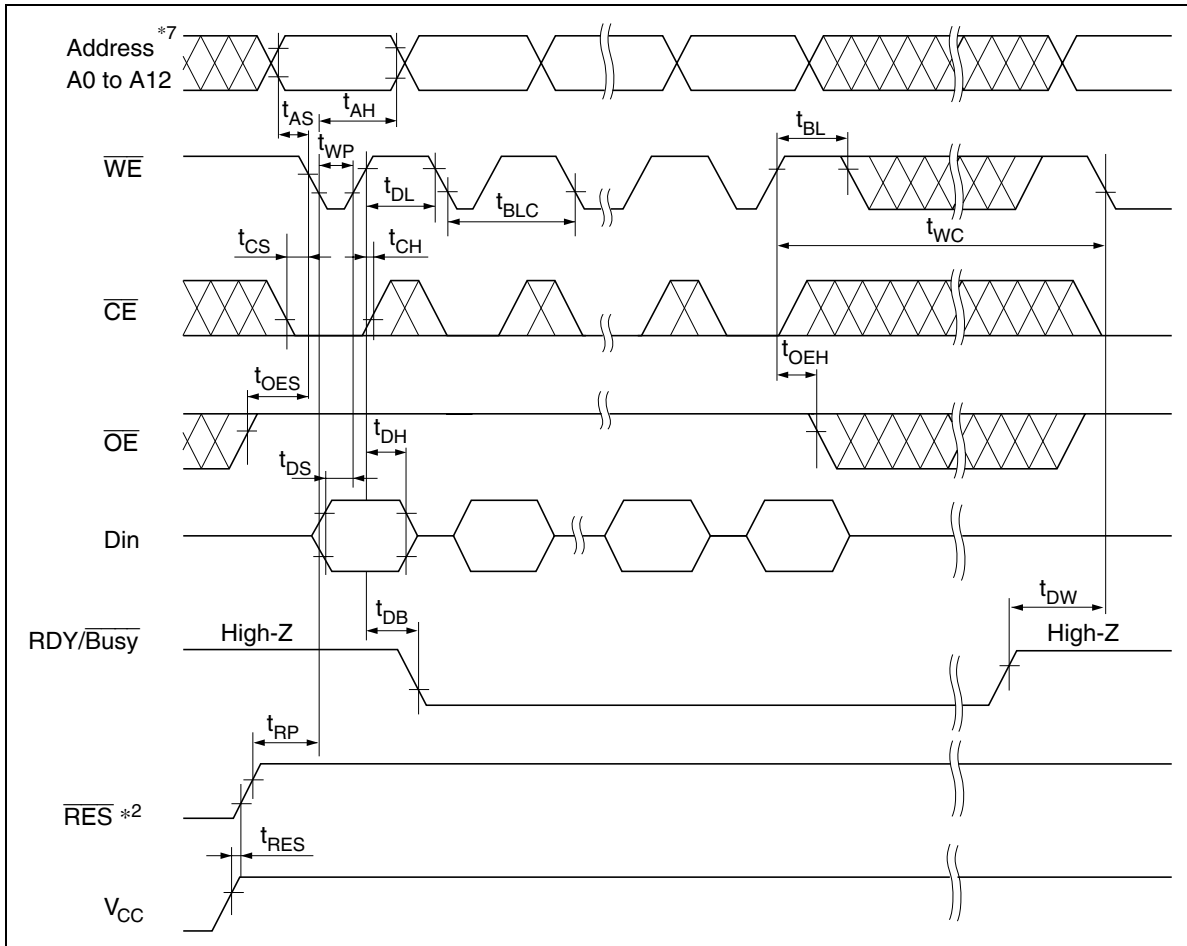 Address *7
A0 to A12
tAS
tAH
tWP
tBL
WE
tDL
tBLC
tWC
tCS
tCH
CE
tOES
tOEH
OE
tDH
tDS
Din
tDB
tDW
RDY/Busy
High-Z
High-Z
tRP
RES *2
tRES
VCC